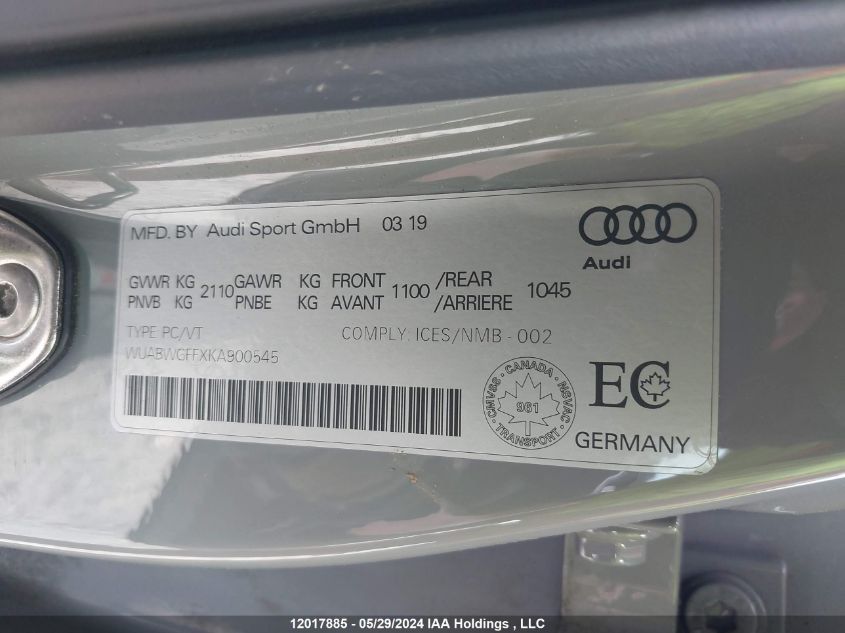 MFD. BY Audi Sport GmbH 03 19
Audi
GVWR KG 2110 GAWR KG FRONT 1100 /REAR 1045
PNVB KG PNBE KG AVANT /ARRIERE
TYPE PC/VT COMPLY: ICES/NMB - 002
WUABWGFFXKA900545
CANADA · NSVAC · TRANSPORT · CMVSS ·
961
EC
GERMANY
12017885 - 05/29/2024 IAA Holdings , LLC